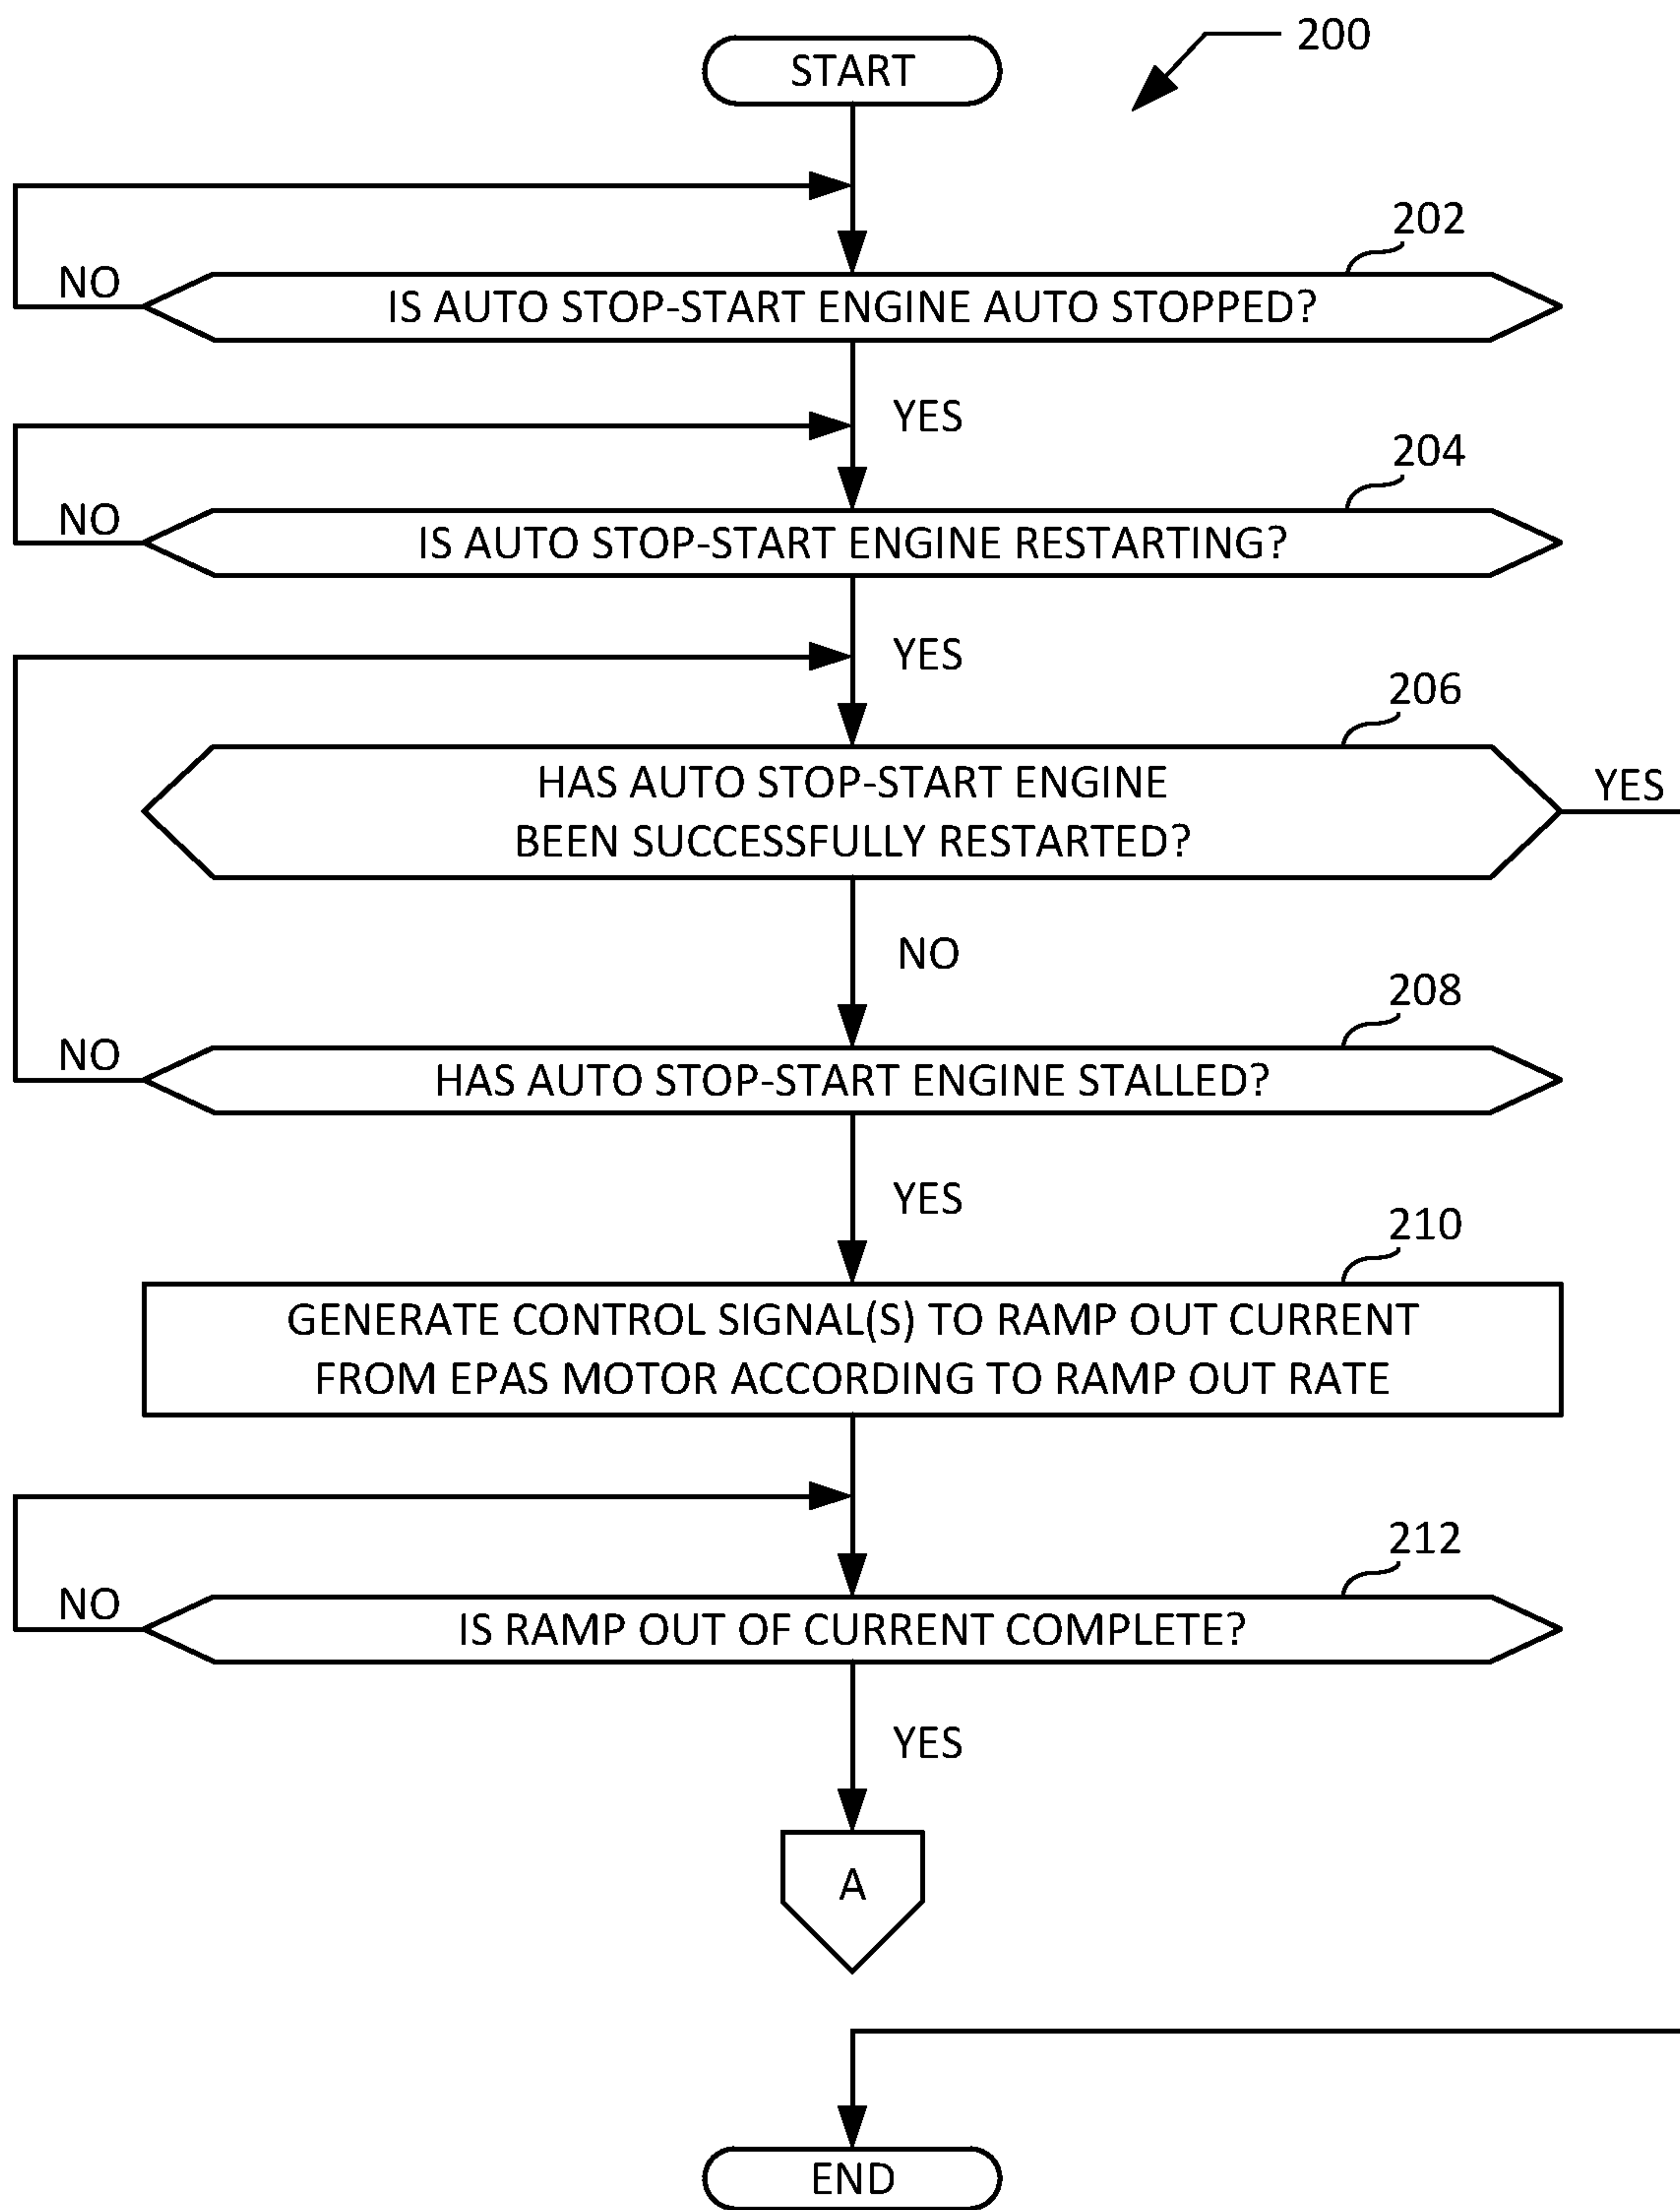 200
START
202
NO
IS AUTO STOP-START ENGINE AUTO STOPPED?
YES
204
NO
IS AUTO STOP-START ENGINE RESTARTING?
YES
206
HAS AUTO STOP-START ENGINE
BEEN SUCCESSFULLY RESTARTED?
YES
NO
208
NO
HAS AUTO STOP-START ENGINE STALLED?
YES
210
GENERATE CONTROL SIGNAL(S) TO RAMP OUT CURRENT
FROM EPAS MOTOR ACCORDING TO RAMP OUT RATE
212
NO
IS RAMP OUT OF CURRENT COMPLETE?
YES
A
END